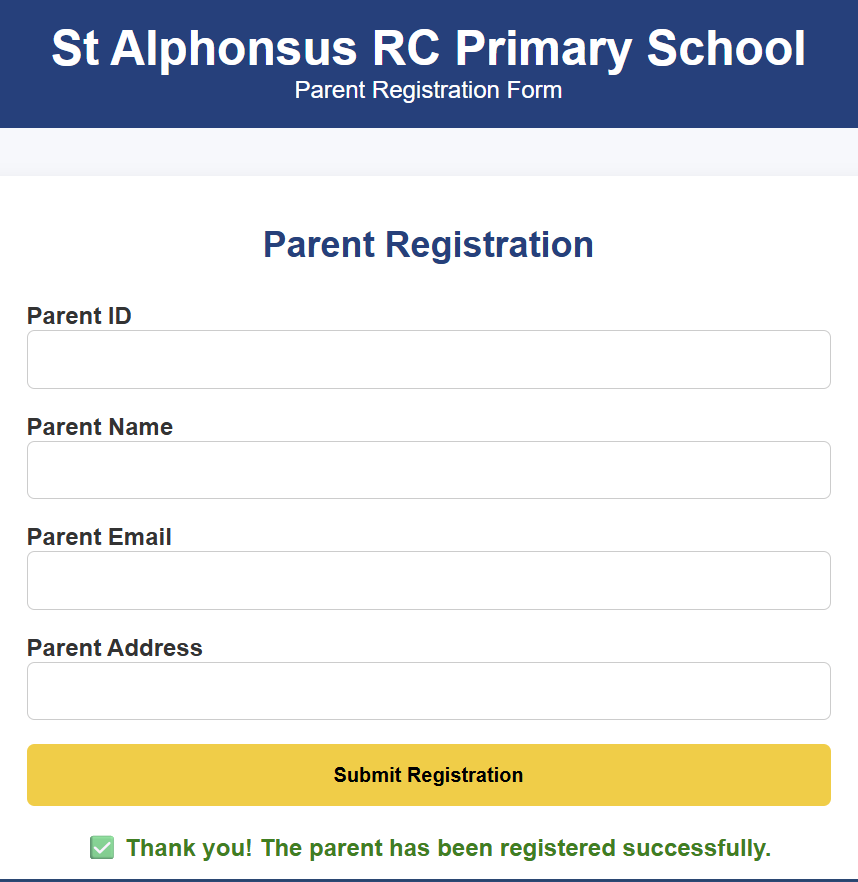 St Alphonsus RC Primary School
Parent Registration Form
Parent Registration
Parent ID
Parent Name
Parent Email
Parent Address
Submit Registration
✅ Thank you! The parent has been registered successfully.